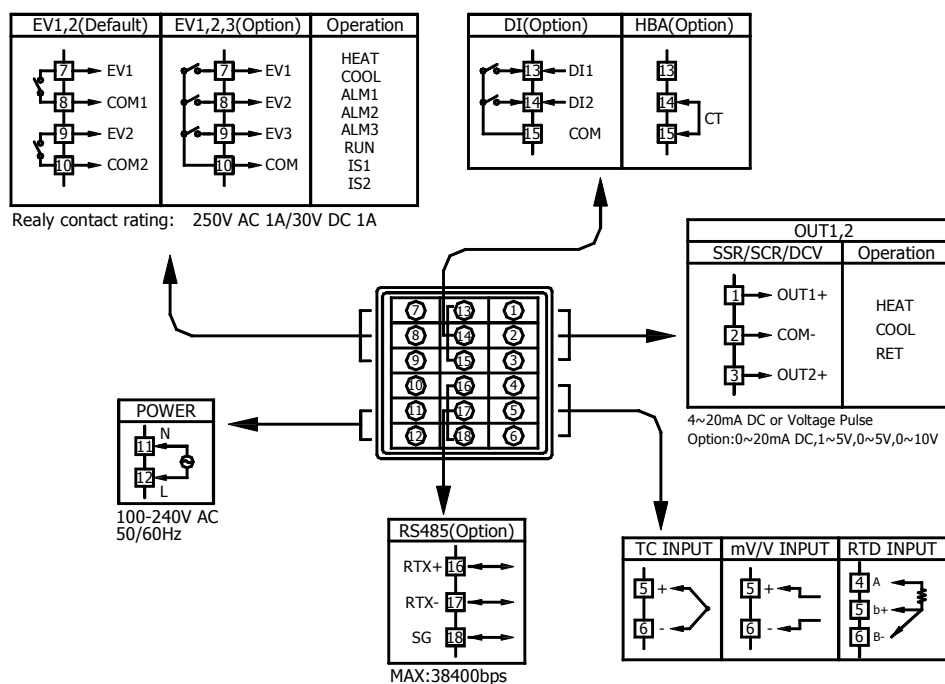 EV1,2(Default) EV1,2,3(Option) Operation
7 EV1
8 COM1
9 EV2
10 COM2
7 EV1
8 EV2
9 EV3
10 COM
HEAT
COOL
ALM1
ALM2
ALM3
RUN
IS1
IS2
Realy contact rating: 250V AC 1A/30V DC 1A
DI(Option) HBA(Option)
13 DI1
14 DI2
15 COM
13
14
15
CT
OUT1,2
SSR/SCR/DCV Operation
1 OUT1+
2 COM-
3 OUT2+
HEAT
COOL
RET
4~20mA DC or Voltage Pulse
Option:0~20mA DC,1~5V,0~5V,0~10V
7 13 1
8 14 2
9 15 3
10 16 4
11 17 5
12 18 6
POWER
11 N
12 L
100-240V AC
50/60Hz
RS485(Option)
RTX+ 16
RTX- 17
SG 18
MAX:38400bps
TC INPUT mV/V INPUT RTD INPUT
5 +
6 -
5 +
6 -
4 A
5 b+
6 B-